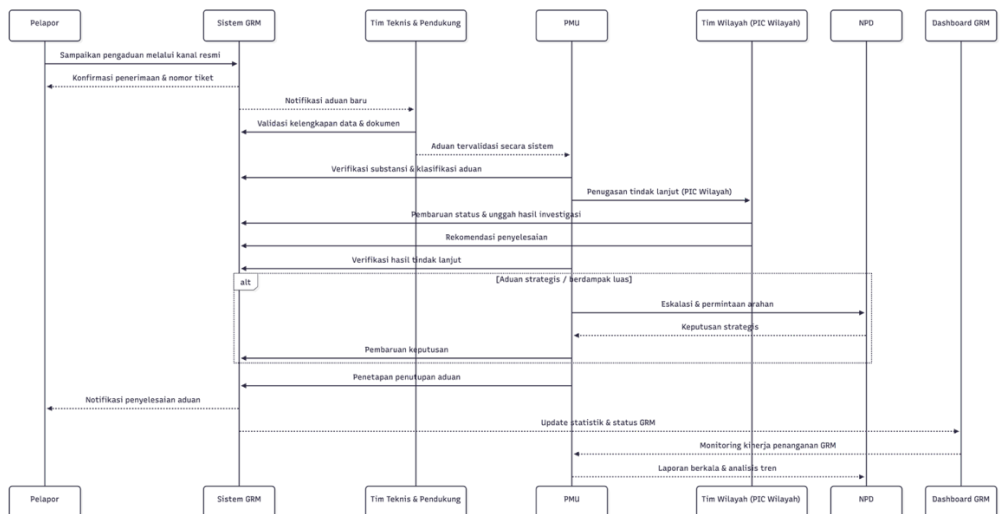 Pelapor
Sistem GRM
Tim Teknis & Pendukung
PMU
Tim Wilayah (PIC Wilayah)
NPD
Dashboard GRM
Sampaikan pengaduan melalui kanal resmi
Konfirmasi penerimaan & nomor tiket
Notifikasi aduan baru
Validasi kelengkapan data & dokumen
Aduan tervalidasi secara sistem
Verifikasi substansi & klasifikasi aduan
Penugasan tindak lanjut (PIC Wilayah)
Pembaruan status & unggah hasil investigasi
Rekomendasi penyelesaian
Verifikasi hasil tindak lanjut
alt
[Aduan strategis / berdampak luas]
Eskalasi & permintaan arahan
Keputusan strategis
Pembaruan keputusan
Penetapan penutupan aduan
Notifikasi penyelesaian aduan
Update statistik & status GRM
Monitoring kinerja penanganan GRM
Laporan berkala & analisis tren
Pelapor
Sistem GRM
Tim Teknis & Pendukung
PMU
Tim Wilayah (PIC Wilayah)
NPD
Dashboard GRM